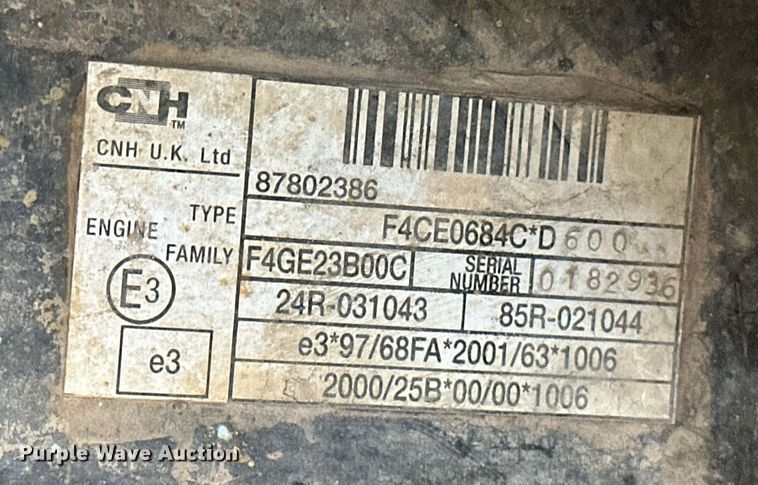 CNH TM
CNH U.K. Ltd
87802386
ENGINE TYPE F4CE0684C*D600
FAMILY F4GE23B00C SERIAL NUMBER 0182936
E3 24R-031043 85R-021044
e3 e3*97/68FA*2001/63*1006
2000/25B*00/00*1006
Purple Wave Auction